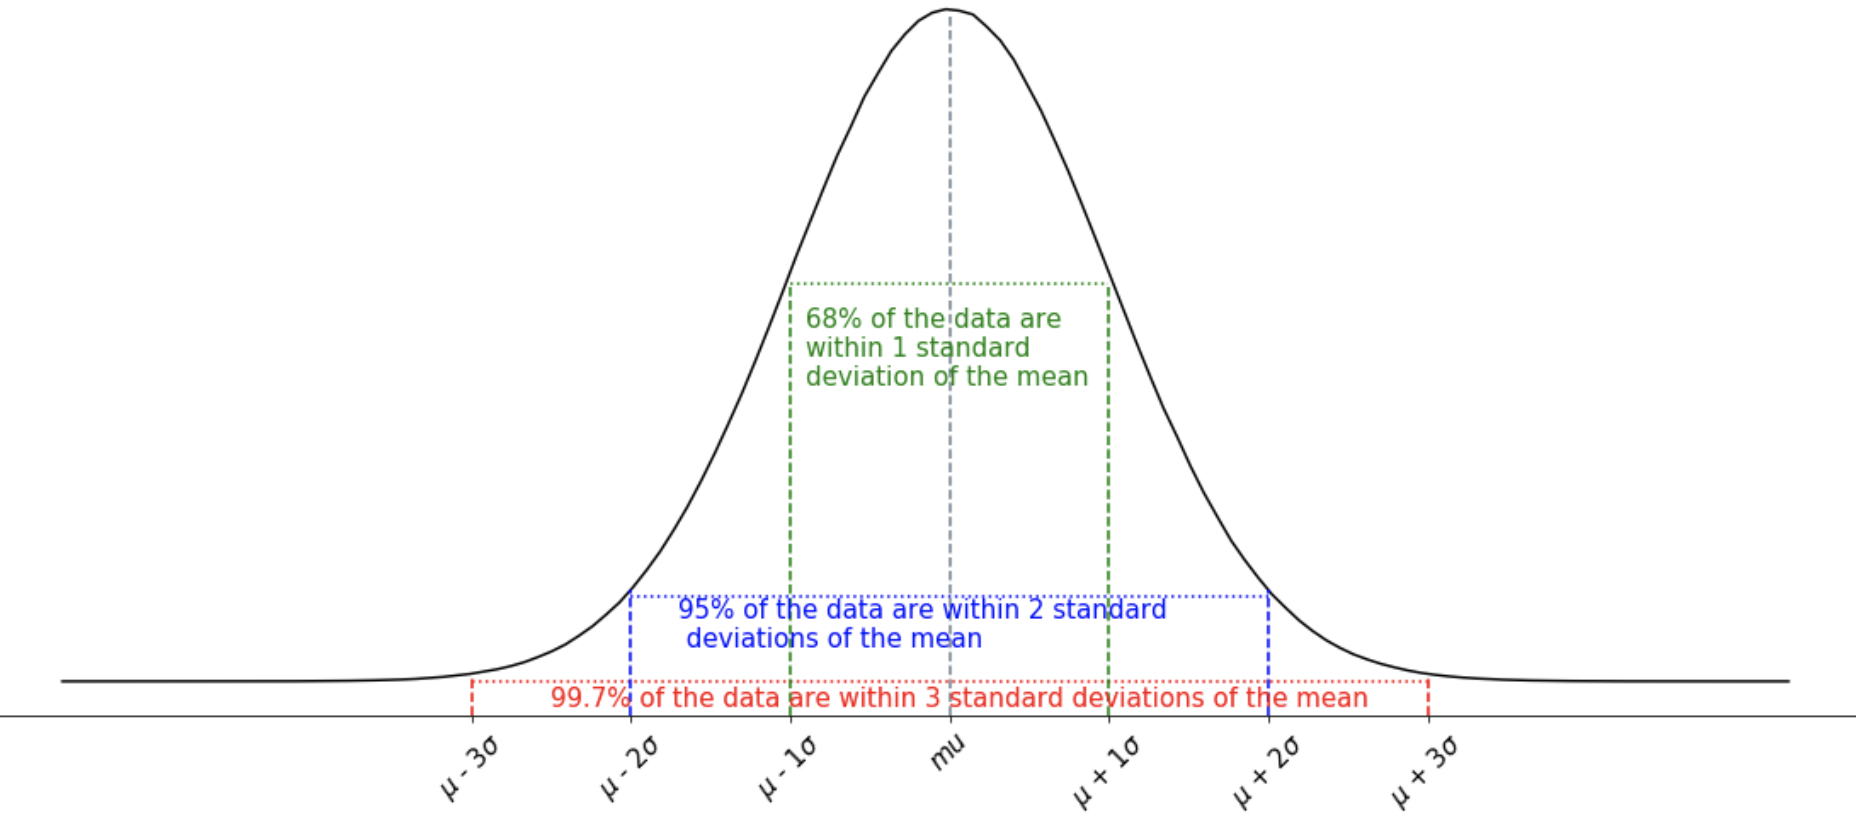 68% of the data are
within 1 standard
deviation of the mean
95% of the data are within 2 standard
deviations of the mean
99.7% of the data are within 3 standard deviations of the mean
μ - 3σ
μ - 2σ
μ - 1σ
mu
μ + 1σ
μ + 2σ
μ + 3σ